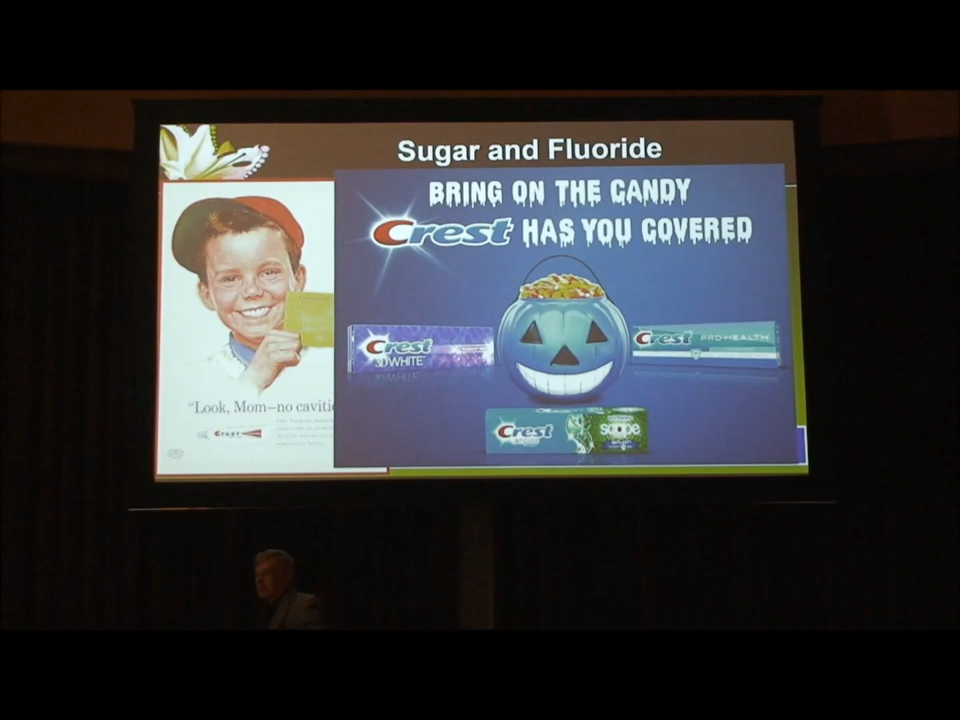 Sugar and Fluoride
BRING ON THE CANDY
Crest HAS YOU COVERED
Crest
3D WHITE
Crest
PRO-HEALTH
Crest
scope
"Look, Mom—no caviti
Crest